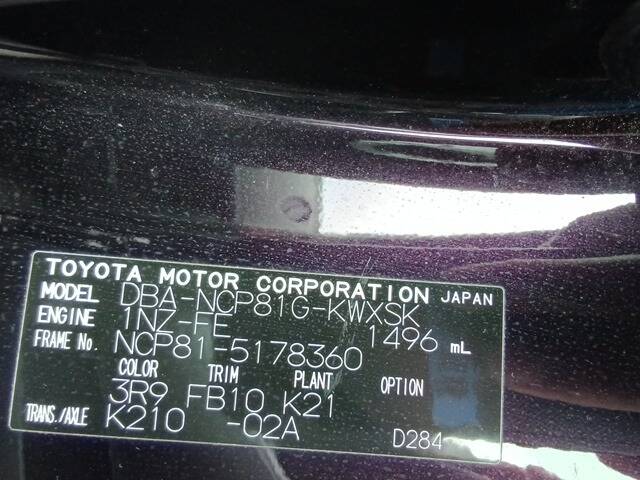 TOYOTA MOTOR CORPORATION JAPAN
MODEL DBA-NCP81G-KWXSK
ENGINE 1NZ-FE 1496 mL
FRAME No. NCP81-5178360
COLOR TRIM PLANT OPTION
3R9 FB10 K21
TRANS./AXLE K210 -02A D284